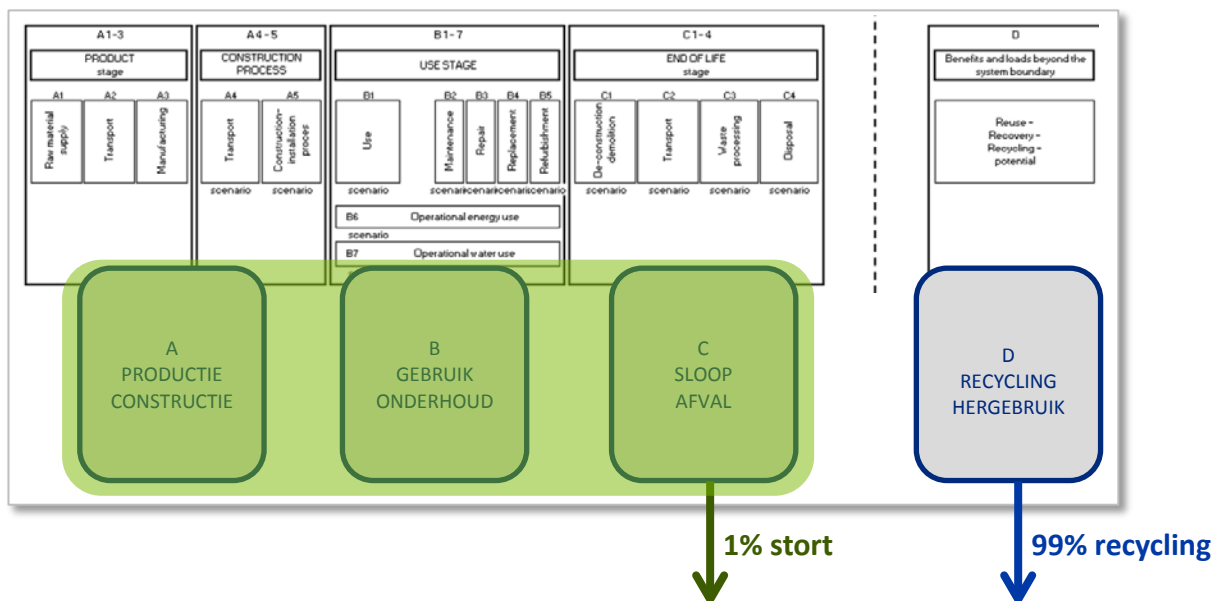 A1-3
PRODUCT
stage
A1
A2
A3
Raw material
supply
Transport
Manufacturing
A4-5
CONSTRUCTION
PROCESS
A4
A5
Transport
Construction-
installation
proces
scenario
scenario
B1-7
USE STAGE
B1
B2
B3
B4
B5
Use
Maintenance
Repair
Replacement
Refurbishment
scenario
scenario
scenario
scenario
scenario
B6
Operational energy use
scenario
B7
Operational water use
C1-4
END OF LIFE
stage
C1
C2
C3
C4
De-construction
demolition
Transport
Waste
processing
Disposal
scenario
scenario
scenario
scenario
D
Benefits and loads beyond the
system boundary
Reuse -
Recovery -
Recycling -
potential
A
PRODUCTIE
CONSTRUCTIE
B
GEBRUIK
ONDERHOUD
C
SLOOP
AFVAL
D
RECYCLING
HERGEBRUIK
1% stort
99% recycling